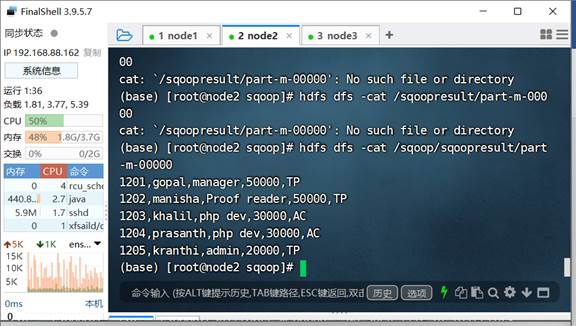 FinalShell 3.9.5.7
同步状态
IP 192.168.88.162 复制
系统信息
运行 1:36
负载 1.81, 3.77, 5.39
CPU 50%
内存 48% 1.8G/3.7G
交换 0% 0/2G
内存 CPU 命令
0 4 rcu_sche
440.8... 2.7 java
5.9M 1.7 sshd
0 1 xfsaild/d
5K 1K ens...
15K
10K
5K
0ms 本机
0
1 node1
2 node2
3 node3
00
cat: `/sqoopresult/part-m-00000': No such file or directory
(base) [root@node2 sqoop]# hdfs dfs -cat /sqoopresult/part-m-000
00
cat: `/sqoopresult/part-m-00000': No such file or directory
(base) [root@node2 sqoop]# hdfs dfs -cat /sqoop/sqoopresult/part
-m-00000
1201,gopal,manager,50000,TP
1202,manisha,Proof reader,50000,TP
1203,khalil,php dev,30000,AC
1204,prasanth,php dev,30000,AC
1205,kranthi,admin,20000,TP
(base) [root@node2 sqoop]#
命令输入 (按ALT键提示历史,TAB键路径,ESC键返回,双击 历史 选项